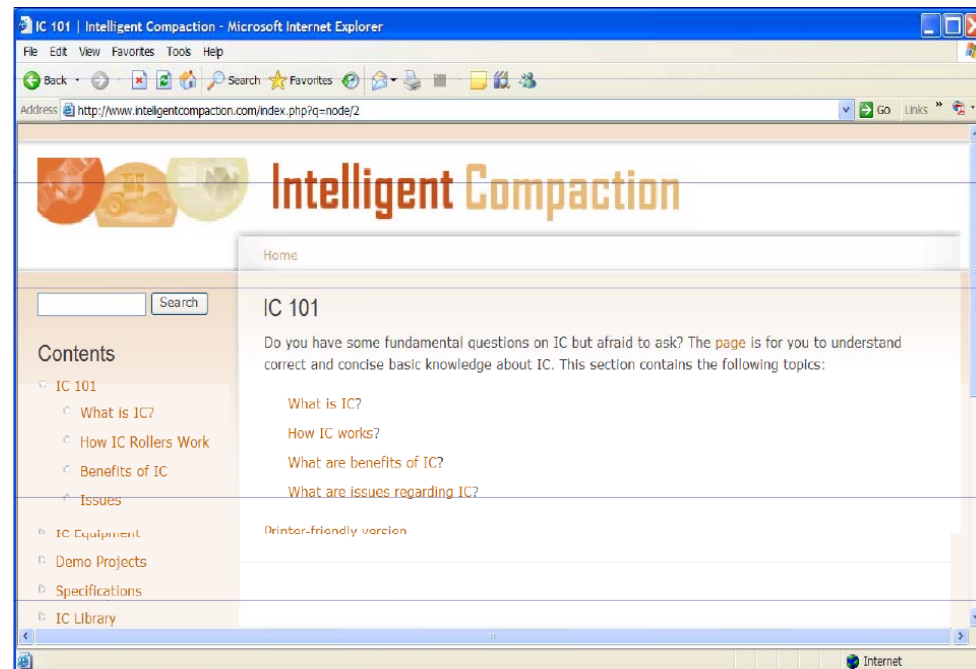 IC 101 | Intelligent Compaction - Microsoft Internet Explorer
File Edit View Favorites Tools Help
Back Search Favorites
Address http://www.intelligentcompaction.com/index.php?q=node/2 Go Links »
Intelligent Compaction
Home
Search
IC 101
Do you have some fundamental questions on IC but afraid to ask? The page is for you to understand
correct and concise basic knowledge about IC. This section contains the following topics:
What is IC?
How IC works?
What are benefits of IC?
What are issues regarding IC?
Printer-friendly version
Contents
IC 101
What is IC?
How IC Rollers Work
Benefits of IC
Issues
IC Equipment
Demo Projects
Specifications
IC Library
Internet